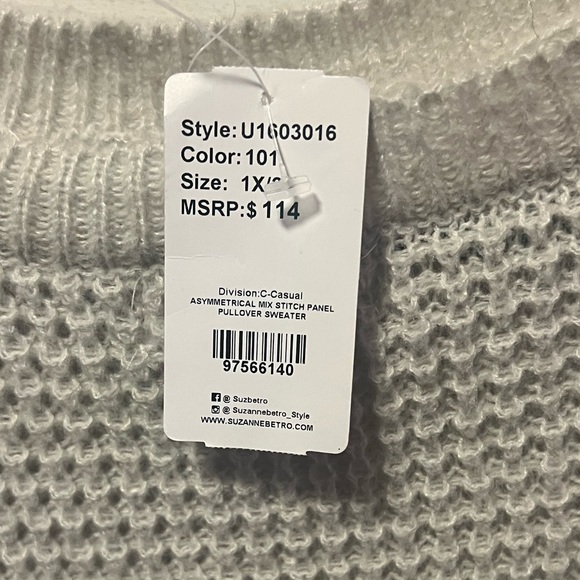 Style: U1603016
Color: 101
Size: 1X/
MSRP:$ 114
Division:C-Casual
ASYMMETRICAL MIX STITCH PANEL
PULLOVER SWEATER
97566140
@ Suzbetro
@ Suzannebetro_Style
WWW.SUZANNEBETRO.COM